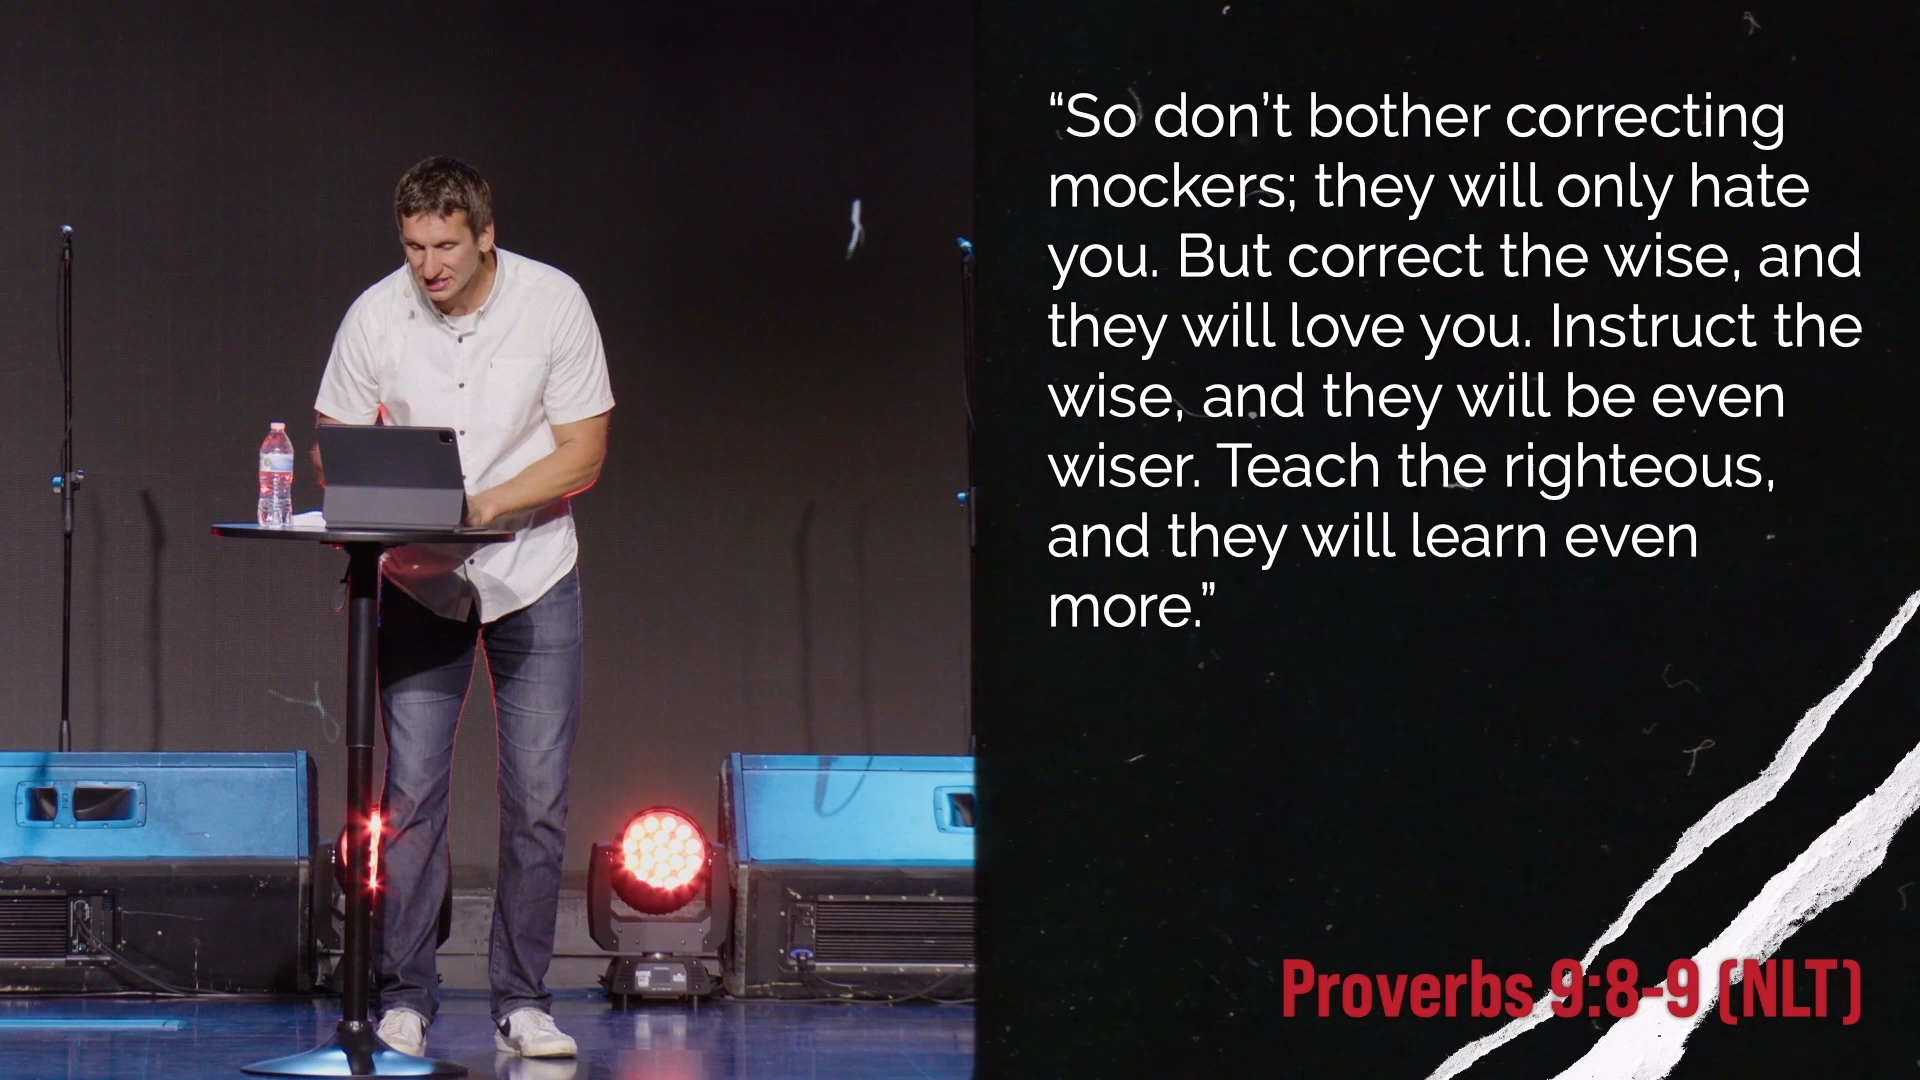 “So don’t bother correcting
mockers; they will only hate
you. But correct the wise, and
they will love you. Instruct the
wise, and they will be even
wiser. Teach the righteous,
and they will learn even
more.”
Proverbs 9:8-9 (NLT)